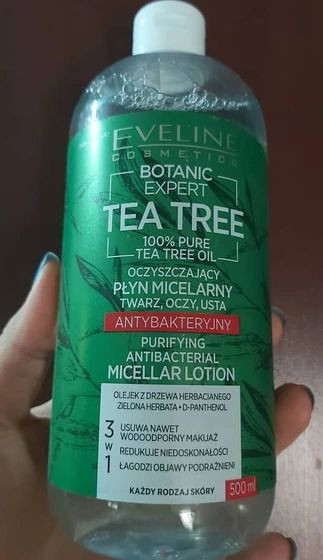 EVELINE
COSMETICS
BOTANIC
EXPERT
TEA TREE
100% PURE
TEA TREE OIL
OCZYSZCZAJĄCY
PŁYN MICELARNY
TWARZ, OCZY, USTA
ANTYBAKTERYJNY
PURIFYING
ANTIBACTERIAL
MICELLAR LOTION
OLEJEK Z DRZEWA HERBACIANEGO
ZIELONA HERBATA + D-PANTHENOL
3 W 1
USUWA NAWET
WODOODPORNY MAKIJAŻ
REDUKUJE NIEDOSKONAŁOŚCI
ŁAGODZI OBJAWY PODRAŻNIENI
KAŻDY RODZAJ SKÓRY
500 ml